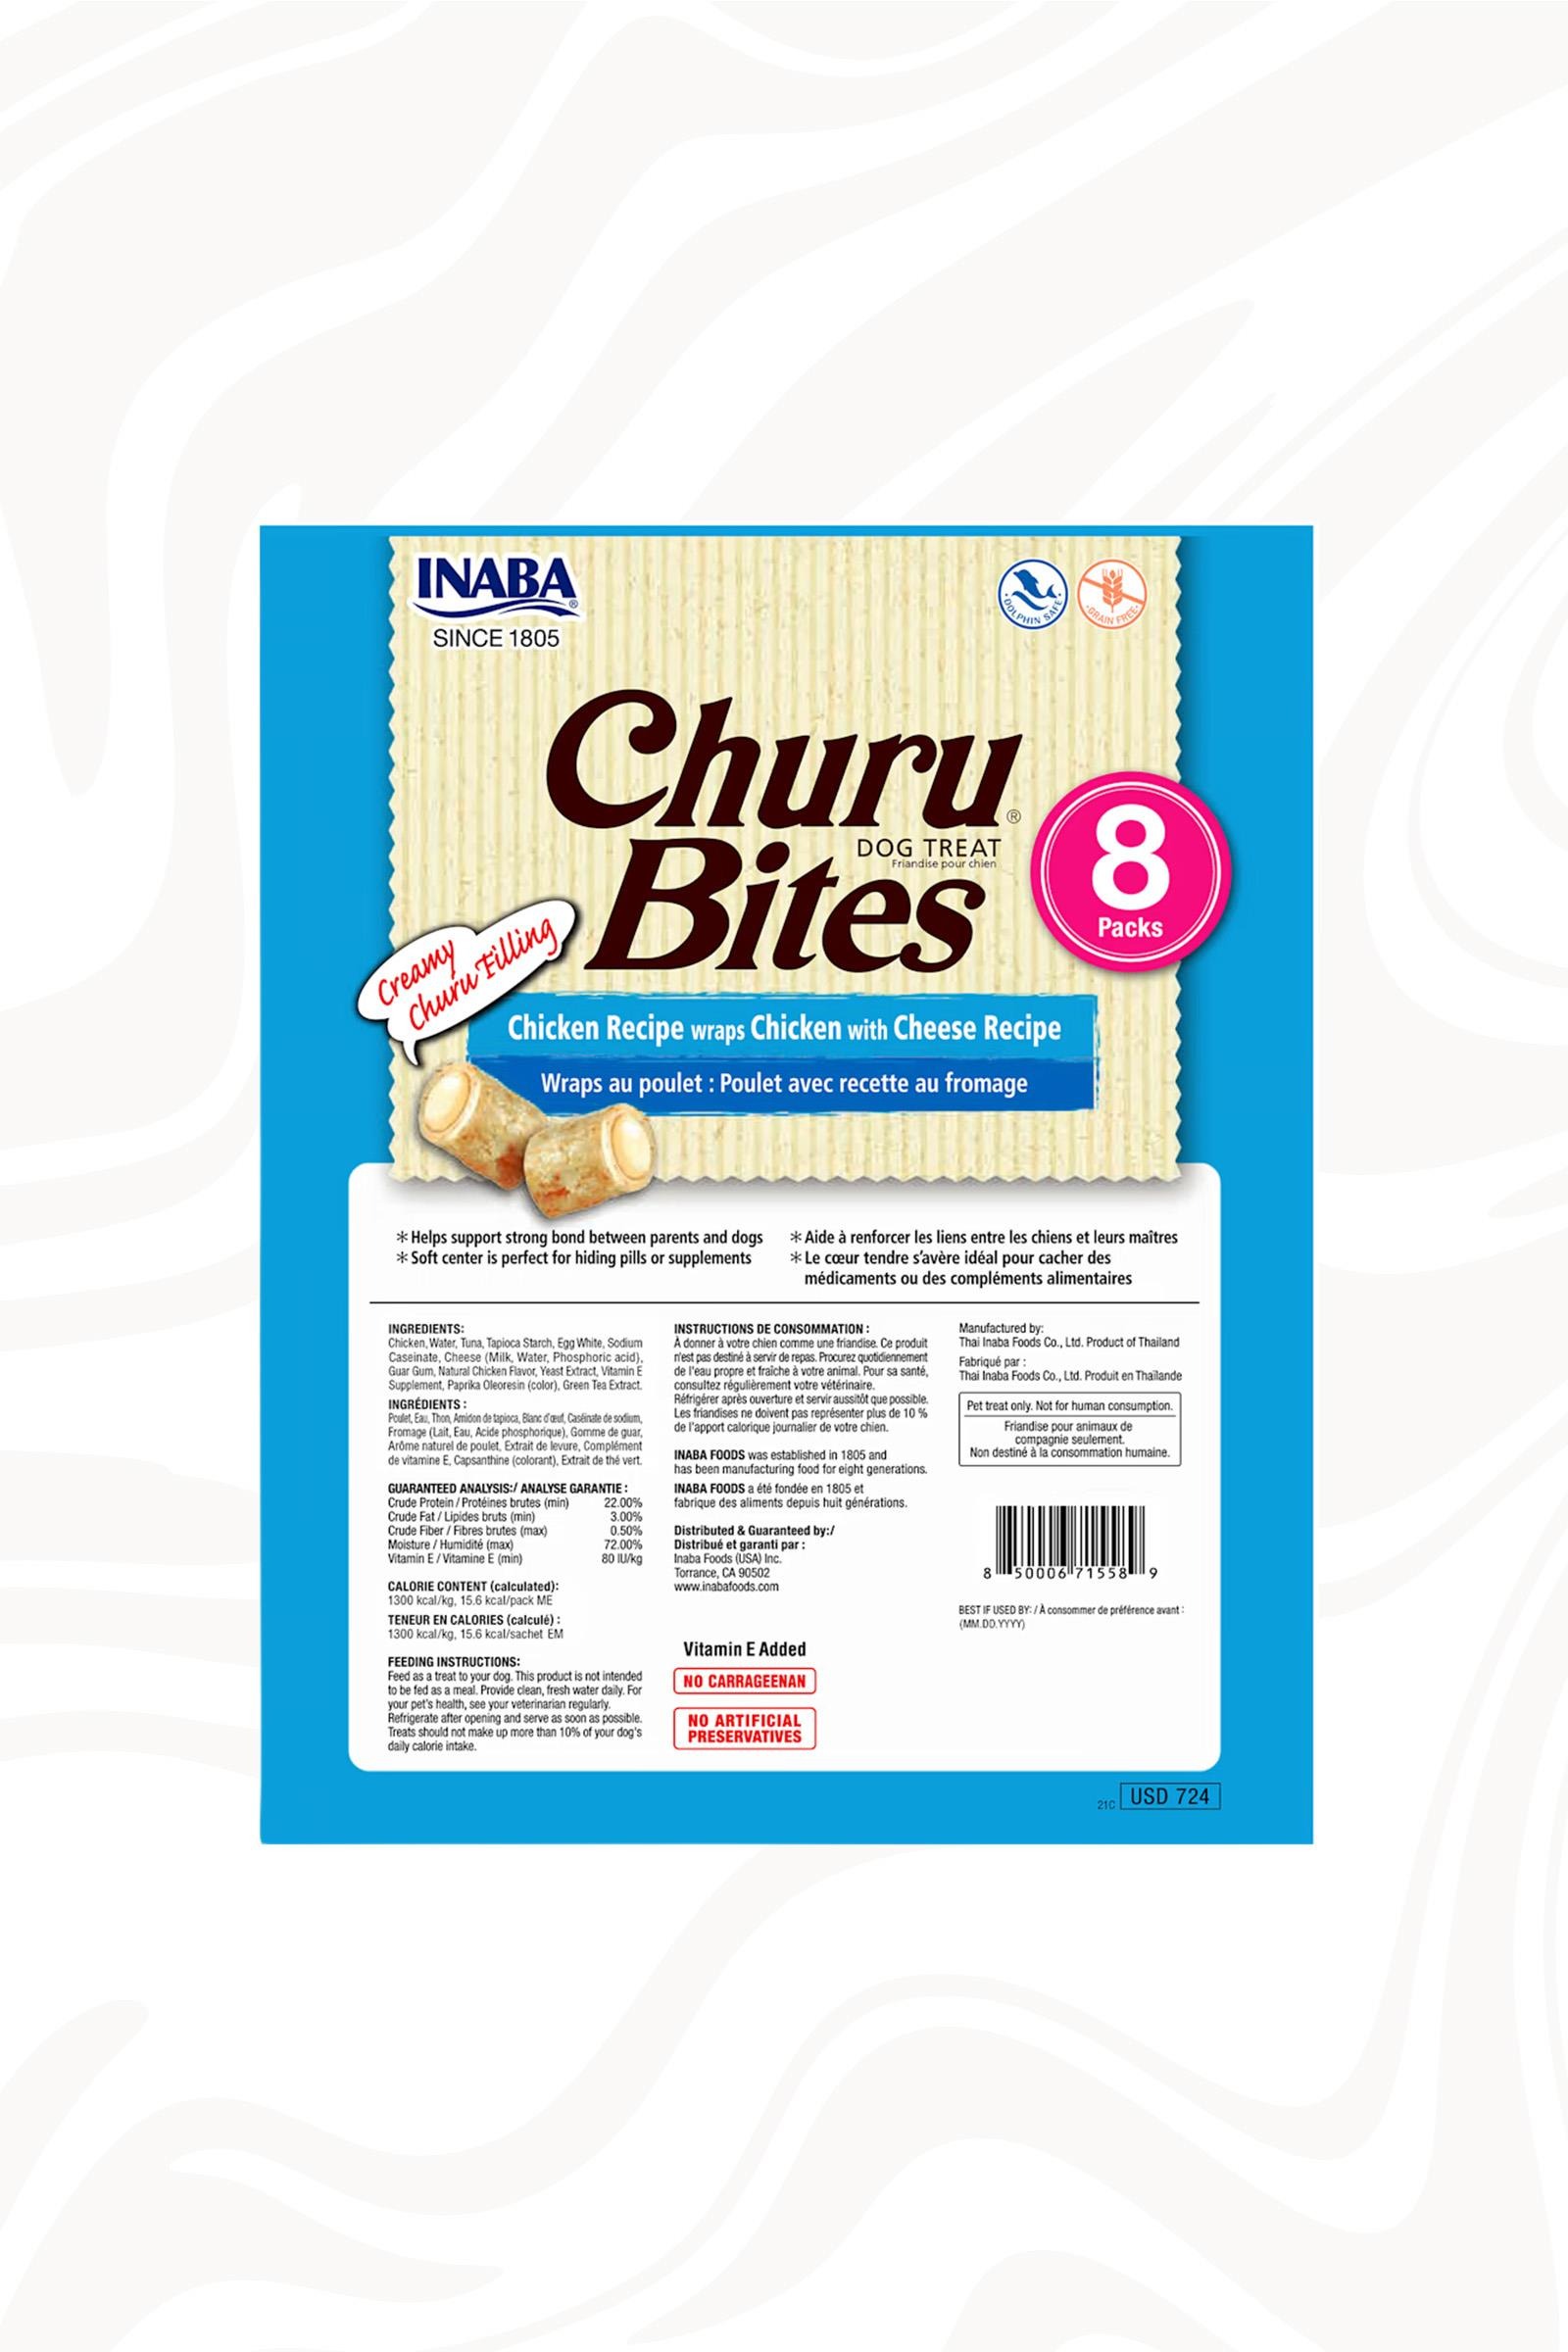 INABA®
SINCE 1805
DOLPHIN SAFE
GRAIN FREE
Churu®
DOG TREAT
Friandise pour chien
Bites
8
Packs
Creamy
Churu Filling
Chicken Recipe wraps Chicken with Cheese Recipe
Wraps au poulet : Poulet avec recette au fromage
*Helps support strong bond between parents and dogs
*Soft center is perfect for hiding pills or supplements
*Aide à renforcer les liens entre les chiens et leurs maîtres
*Le cœur tendre s'avère idéal pour cacher des
médicaments ou des compléments alimentaires
INGREDIENTS:
Chicken, Water, Tuna, Tapioca Starch, Egg White, Sodium
Caseinate, Cheese (Milk, Water, Phosphoric acid),
Guar Gum, Natural Chicken Flavor, Yeast Extract, Vitamin E
Supplement, Paprika Oleoresin (color), Green Tea Extract.
INGRÉDIENTS :
Poulet, Eau, Thon, Amidon de tapioca, Blanc d'œuf, Caséinate de sodium,
Fromage (Lait, Eau, Acide phosphorique), Gomme de guar,
Arôme naturel de poulet, Extrait de levure, Complément
de vitamine E, Capsanthine (colorant), Extrait de thé vert.
GUARANTEED ANALYSIS:/ ANALYSE GARANTIE :
Crude Protein / Protéines brutes (min) 22.00%
Crude Fat / Lipides bruts (min) 3.00%
Crude Fiber / Fibres brutes (max) 0.50%
Moisture / Humidité (max) 72.00%
Vitamin E / Vitamine E (min) 80 IU/kg
CALORIE CONTENT (calculated):
1300 kcal/kg, 15.6 kcal/pack ME
TENEUR EN CALORIES (calculé) :
1300 kcal/kg, 15.6 kcal/sachet EM
FEEDING INSTRUCTIONS:
Feed as a treat to your dog. This product is not intended
to be fed as a meal. Provide clean, fresh water daily. For
your pet's health, see your veterinarian regularly.
Refrigerate after opening and serve as soon as possible.
Treats should not make up more than 10% of your dog's
daily calorie intake.
INSTRUCTIONS DE CONSOMMATION :
À donner à votre chien comme une friandise. Ce produit
n'est pas destiné à servir de repas. Procurez quotidiennement
de l'eau propre et fraîche à votre animal. Pour sa santé,
consultez régulièrement votre vétérinaire.
Réfrigérer après ouverture et servir aussitôt que possible.
Les friandises ne doivent pas représenter plus de 10 %
de l'apport calorique journalier de votre chien.
INABA FOODS was established in 1805 and
has been manufacturing food for eight generations.
INABA FOODS a été fondée en 1805 et
fabrique des aliments depuis huit générations.
Distributed & Guaranteed by:/
Distribué et garanti par :
Inaba Foods (USA) Inc.
Torrance, CA 90502
www.inabafoods.com
Vitamin E Added
NO CARRAGEENAN
NO ARTIFICIAL
PRESERVATIVES
Manufactured by:
Thai Inaba Foods Co., Ltd. Product of Thailand
Fabriqué par :
Thai Inaba Foods Co., Ltd. Produit en Thaïlande
Pet treat only. Not for human consumption.
Friandise pour animaux de
compagnie seulement.
Non destiné à la consommation humaine.
8 50006 71558 9
BEST IF USED BY: / À consommer de préférence avant :
(MM.DD.YYYY)
21C USD 724